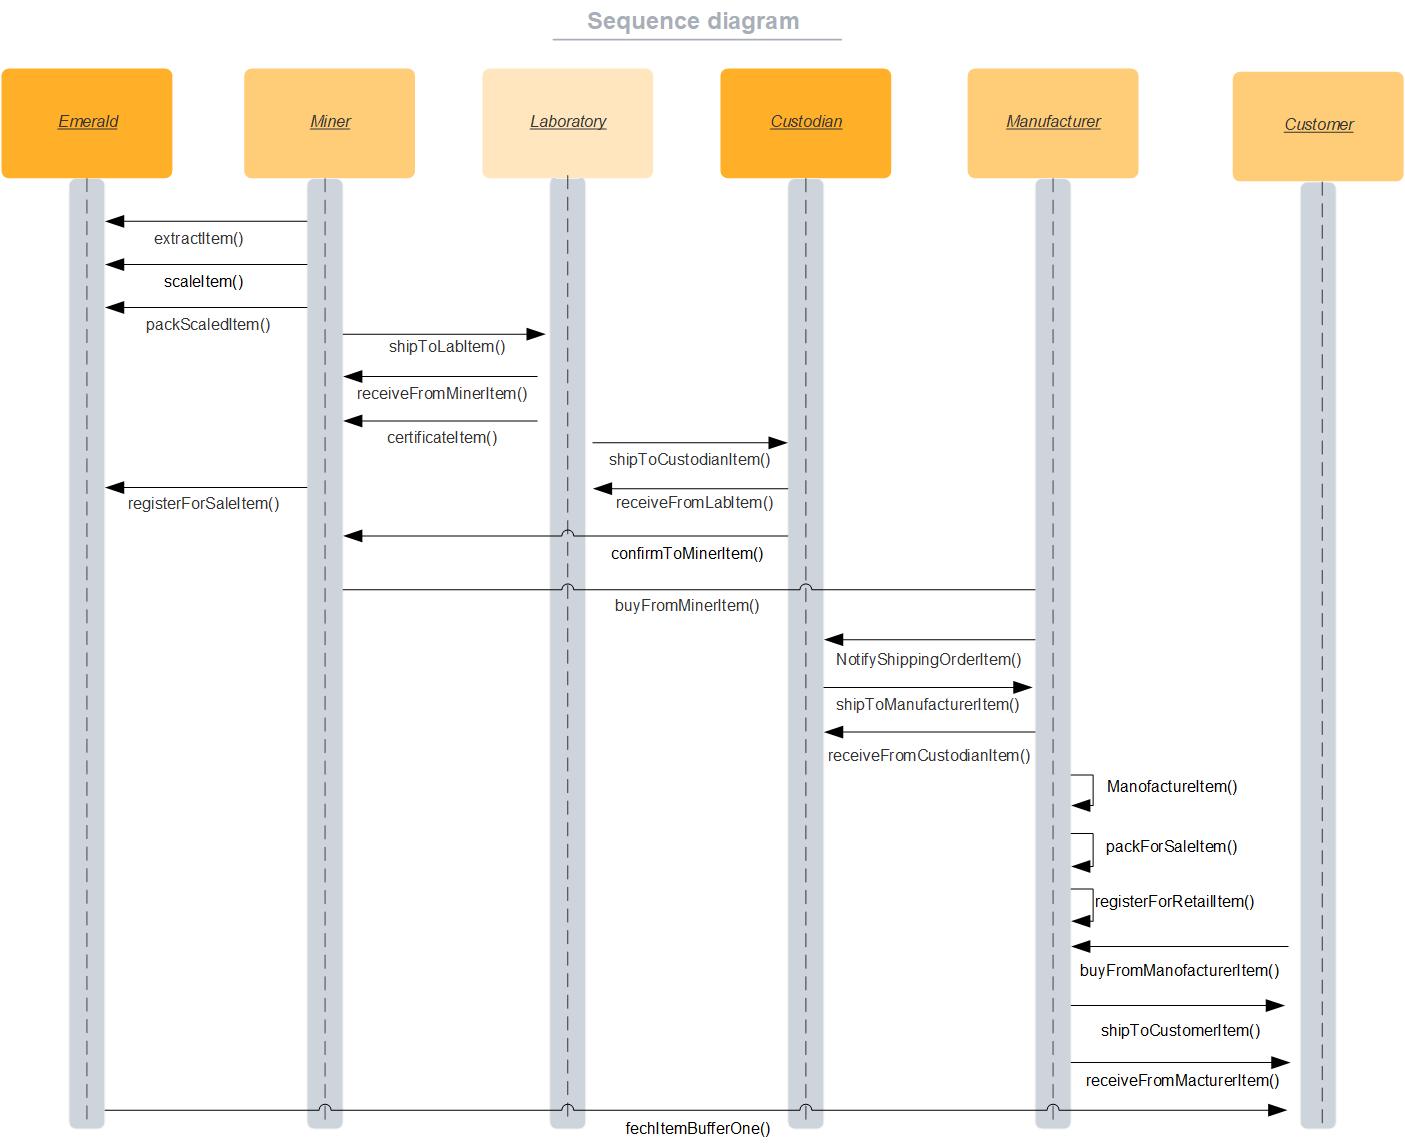 Sequence diagram
Emerald
Miner
Laboratory
Custodian
Manufacturer
Customer
extractItem()
scaleItem()
packScaledItem()
shipToLabItem()
receiveFromMinerItem()
certificateItem()
shipToCustodianItem()
registerForSaleItem()
receiveFromLabItem()
confirmToMinerItem()
buyFromMinerItem()
NotifyShippingOrderItem()
shipToManufacturerItem()
receiveFromCustodianItem()
ManofactureItem()
packForSaleItem()
registerForRetailItem()
buyFromManofacturerItem()
shipToCustomerItem()
receiveFromMacturerItem()
fechItemBufferOne()